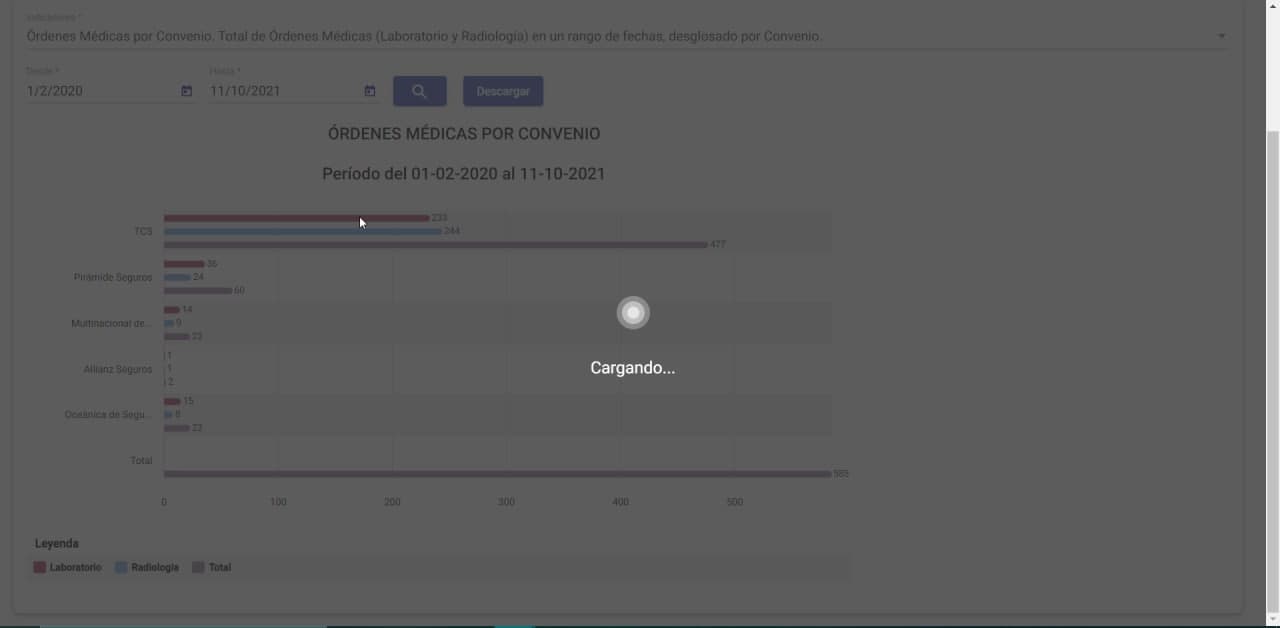 Indicadores *
Órdenes Médicas por Convenio. Total de Órdenes Médicas (Laboratorio y Radiología) en un rango de fechas, desglosado por Convenio.
Desde * Hasta *
1/2/2020 11/10/2021 Descargar
ÓRDENES MÉDICAS POR CONVENIO
Período del 01-02-2020 al 11-10-2021
233
TCS 244
477
36
Pirámide Seguros 24
60
14
Multinacional de... 9
23
1
Allianz Seguros 1
2
Cargando...
15
Oceánica de Segu... 8
23
Total
585
0 100 200 300 400 500
Leyenda
Laboratorio Radiología Total